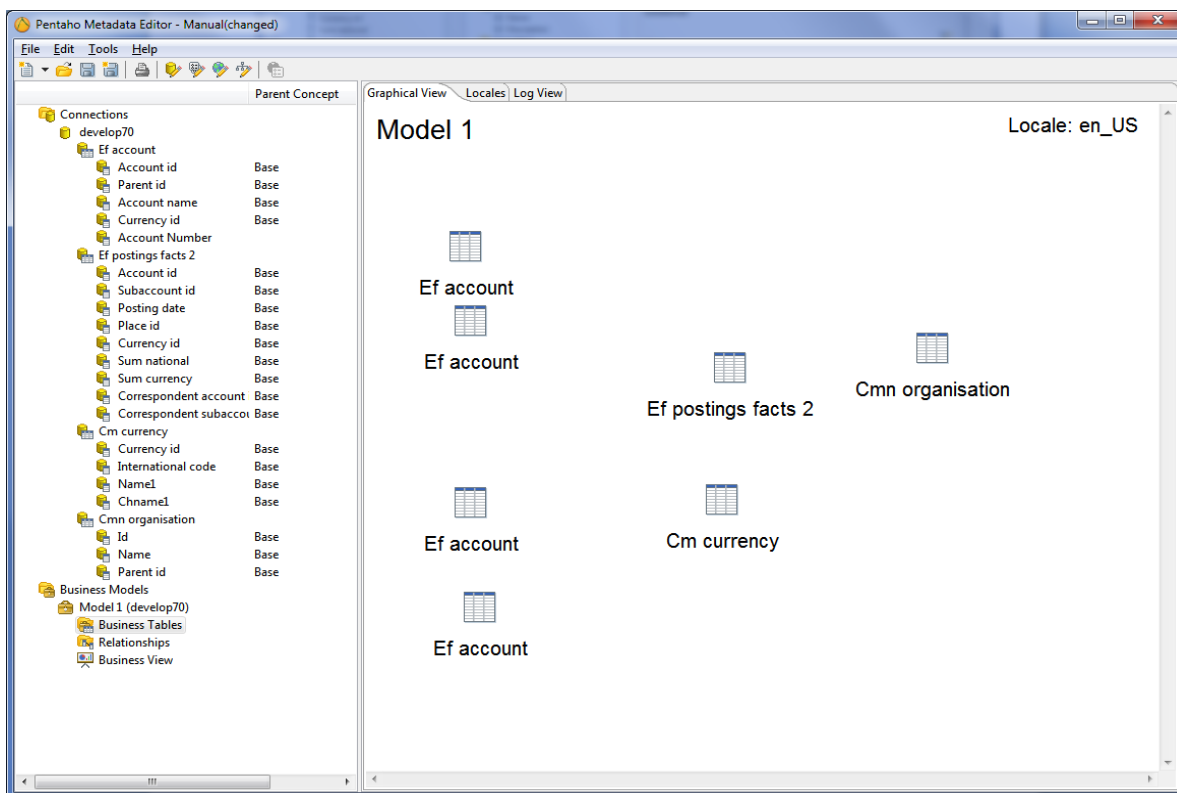 Pentaho Metadata Editor - Manual(changed)
File Edit Tools Help
Parent Concept
Graphical View Locales Log View
Connections
develop70
Ef account
Account id Base
Parent id Base
Account name Base
Currency id Base
Account Number
Ef postings facts 2
Account id Base
Subaccount id Base
Posting date Base
Place id Base
Currency id Base
Sum national Base
Sum currency Base
Correspondent account Base
Correspondent subaccou Base
Cm currency
Currency id Base
International code Base
Name1 Base
Chname1 Base
Cmn organisation
Id Base
Name Base
Parent id Base
Business Models
Model 1 (develop70)
Business Tables
Relationships
Business View
Model 1
Locale: en_US
Ef account
Ef account
Cmn organisation
Ef postings facts 2
Ef account
Cm currency
Ef account